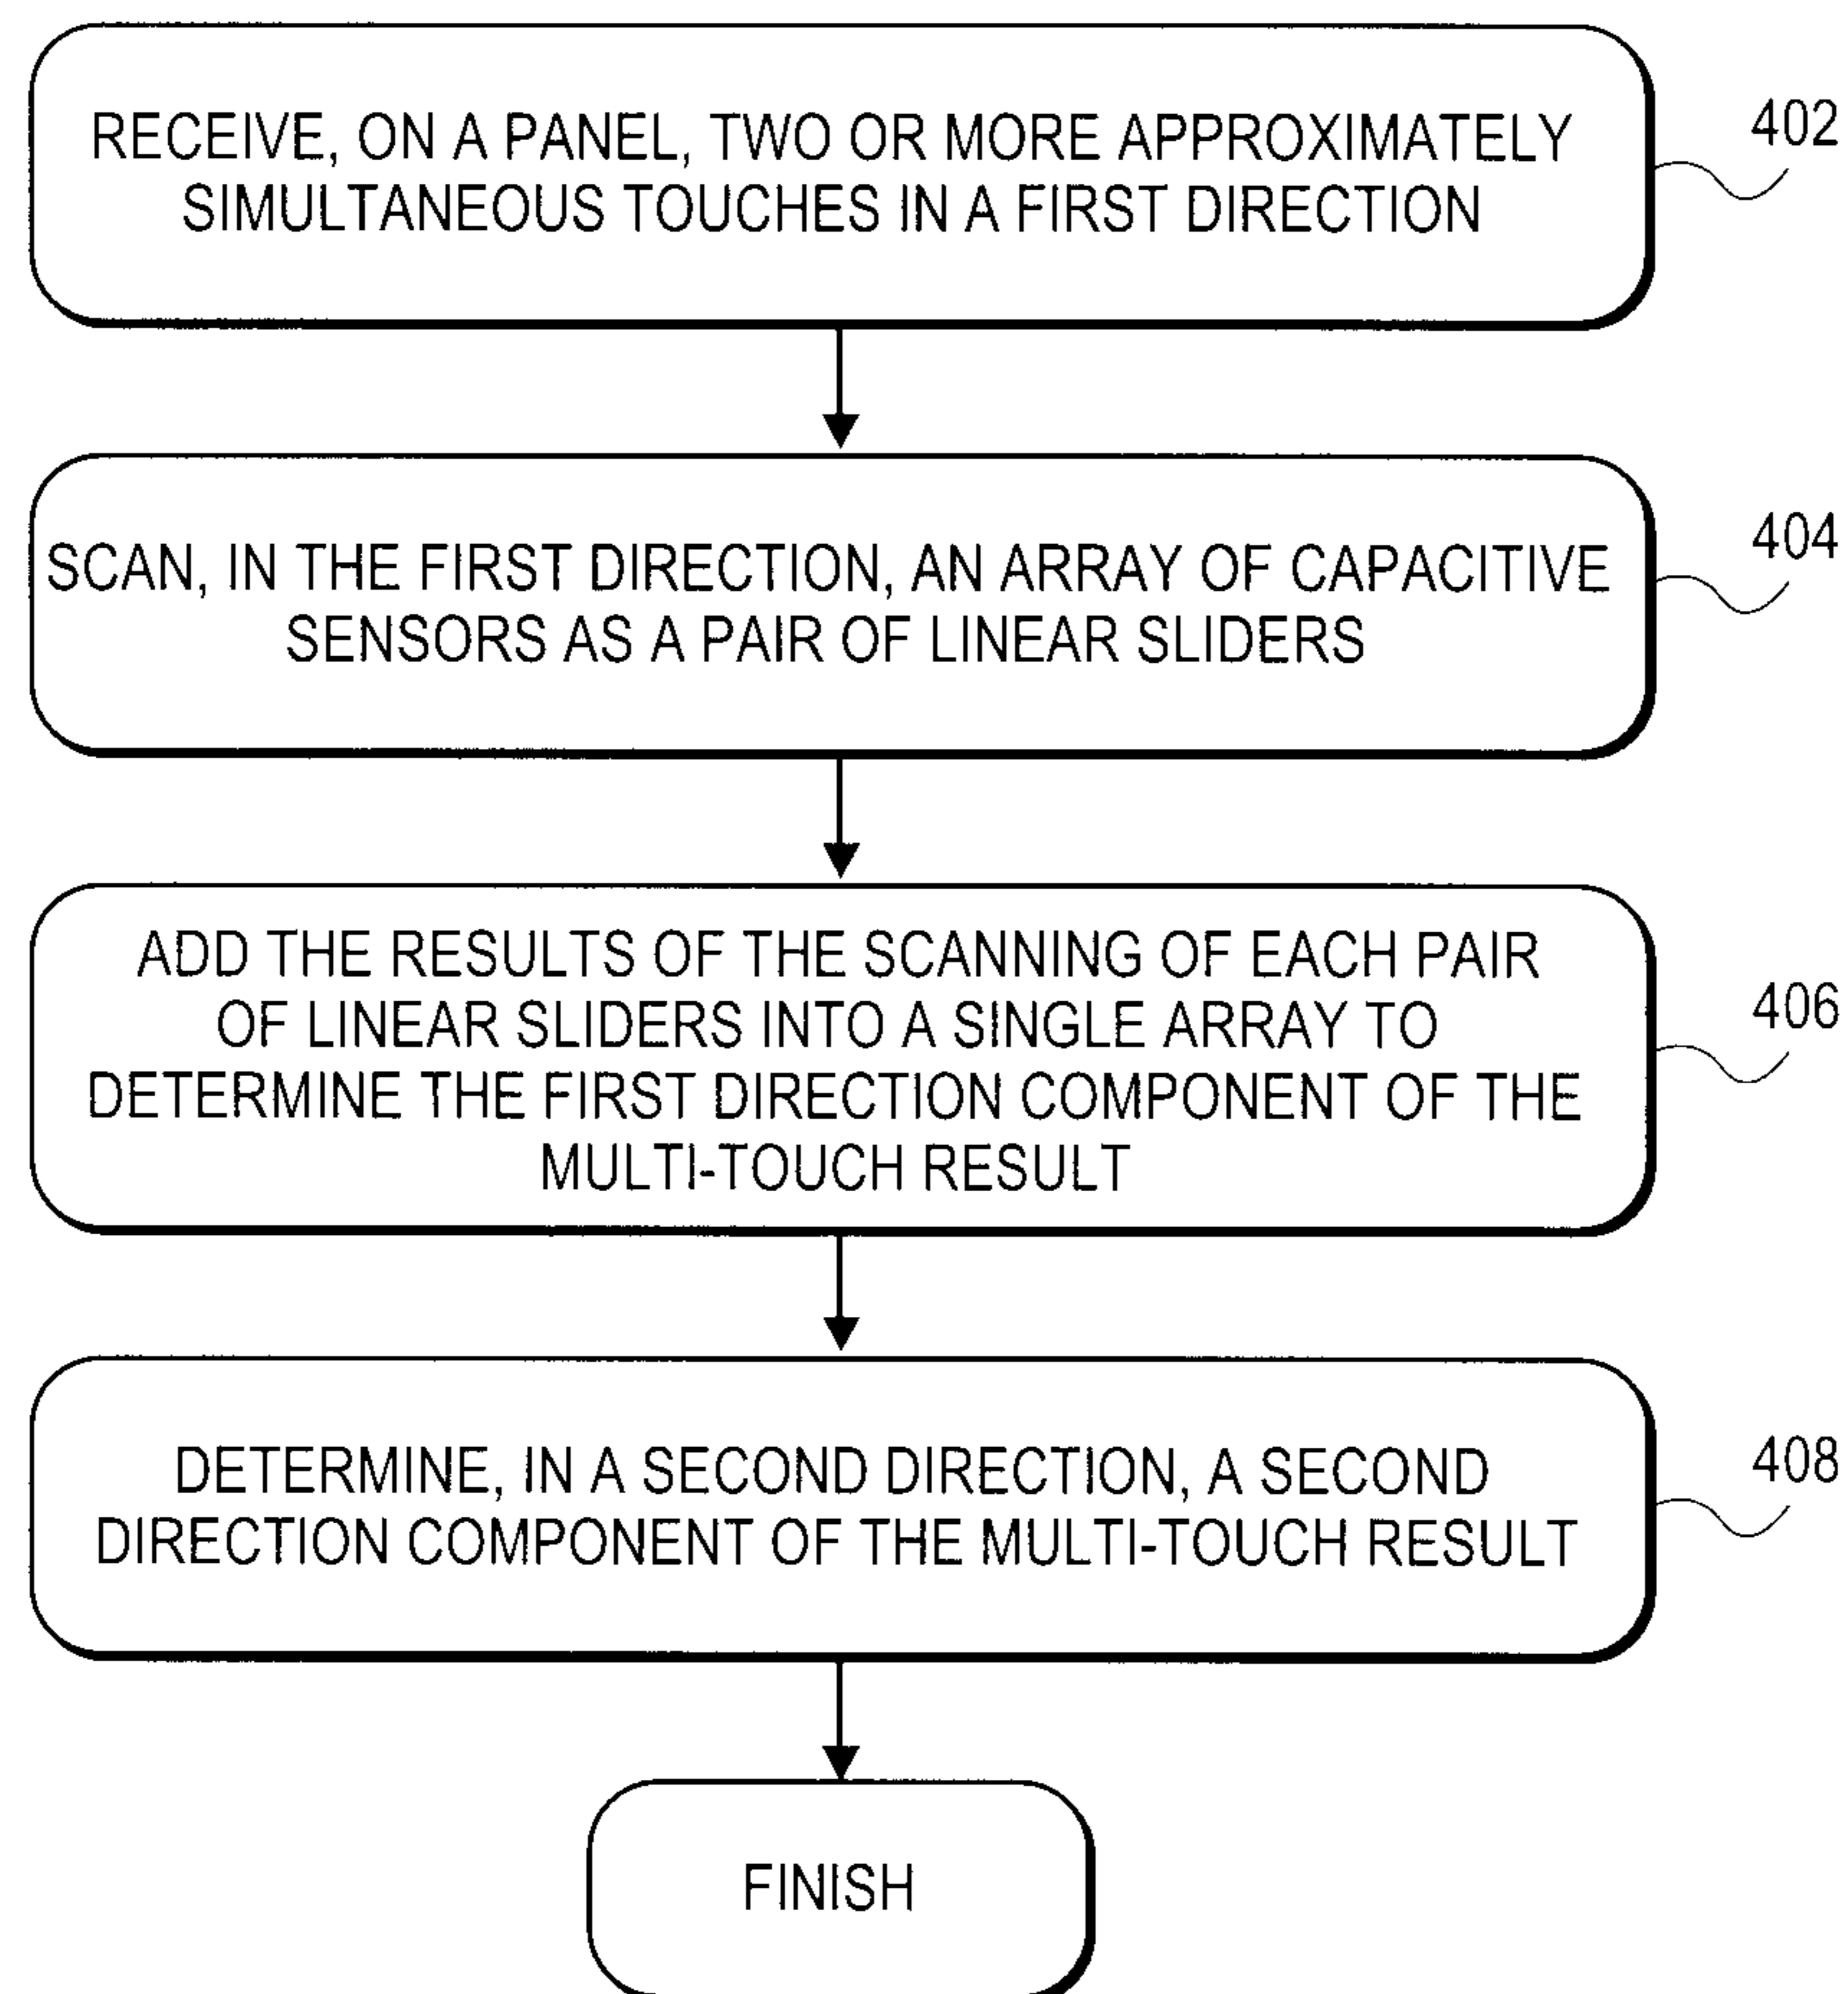 RECEIVE, ON A PANEL, TWO OR MORE APPROXIMATELY
SIMULTANEOUS TOUCHES IN A FIRST DIRECTION
402
SCAN, IN THE FIRST DIRECTION, AN ARRAY OF CAPACITIVE
SENSORS AS A PAIR OF LINEAR SLIDERS
404
ADD THE RESULTS OF THE SCANNING OF EACH PAIR
OF LINEAR SLIDERS INTO A SINGLE ARRAY TO
DETERMINE THE FIRST DIRECTION COMPONENT OF THE
MULTI-TOUCH RESULT
406
DETERMINE, IN A SECOND DIRECTION, A SECOND
DIRECTION COMPONENT OF THE MULTI-TOUCH RESULT
408
FINISH